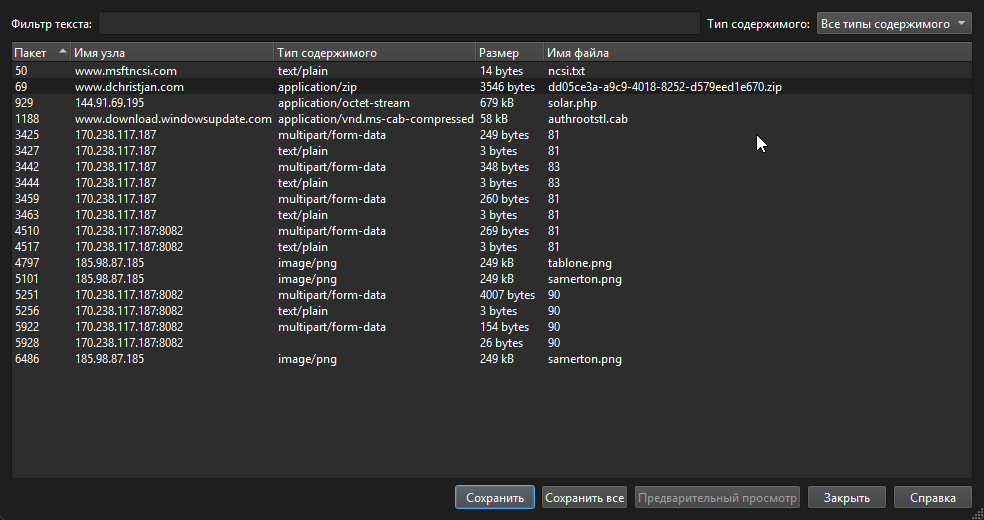 Фильтр текста: Тип содержимого: Все типы содержимого
Пакет Имя узла Тип содержимого Размер Имя файла
50 www.msftncsi.com text/plain 14 bytes ncsi.txt
69 www.dchristjan.com application/zip 3546 bytes dd05ce3a-a9c9-4018-8252-d579eed1e670.zip
929 144.91.69.195 application/octet-stream 679 kB solar.php
1188 www.download.windowsupdate.com application/vnd.ms-cab-compressed 58 kB authrootstl.cab
3425 170.238.117.187 multipart/form-data 249 bytes 81
3427 170.238.117.187 text/plain 3 bytes 81
3442 170.238.117.187 multipart/form-data 348 bytes 83
3444 170.238.117.187 text/plain 3 bytes 83
3459 170.238.117.187 multipart/form-data 260 bytes 81
3463 170.238.117.187 text/plain 3 bytes 81
4510 170.238.117.187:8082 multipart/form-data 269 bytes 81
4517 170.238.117.187:8082 text/plain 3 bytes 81
4797 185.98.87.185 image/png 249 kB tablone.png
5101 185.98.87.185 image/png 249 kB samerton.png
5251 170.238.117.187:8082 multipart/form-data 4007 bytes 90
5256 170.238.117.187:8082 text/plain 3 bytes 90
5922 170.238.117.187:8082 multipart/form-data 154 bytes 90
5928 170.238.117.187:8082 26 bytes 90
6486 185.98.87.185 image/png 249 kB samerton.png
Сохранить Сохранить все Предварительный просмотр Закрыть Справка